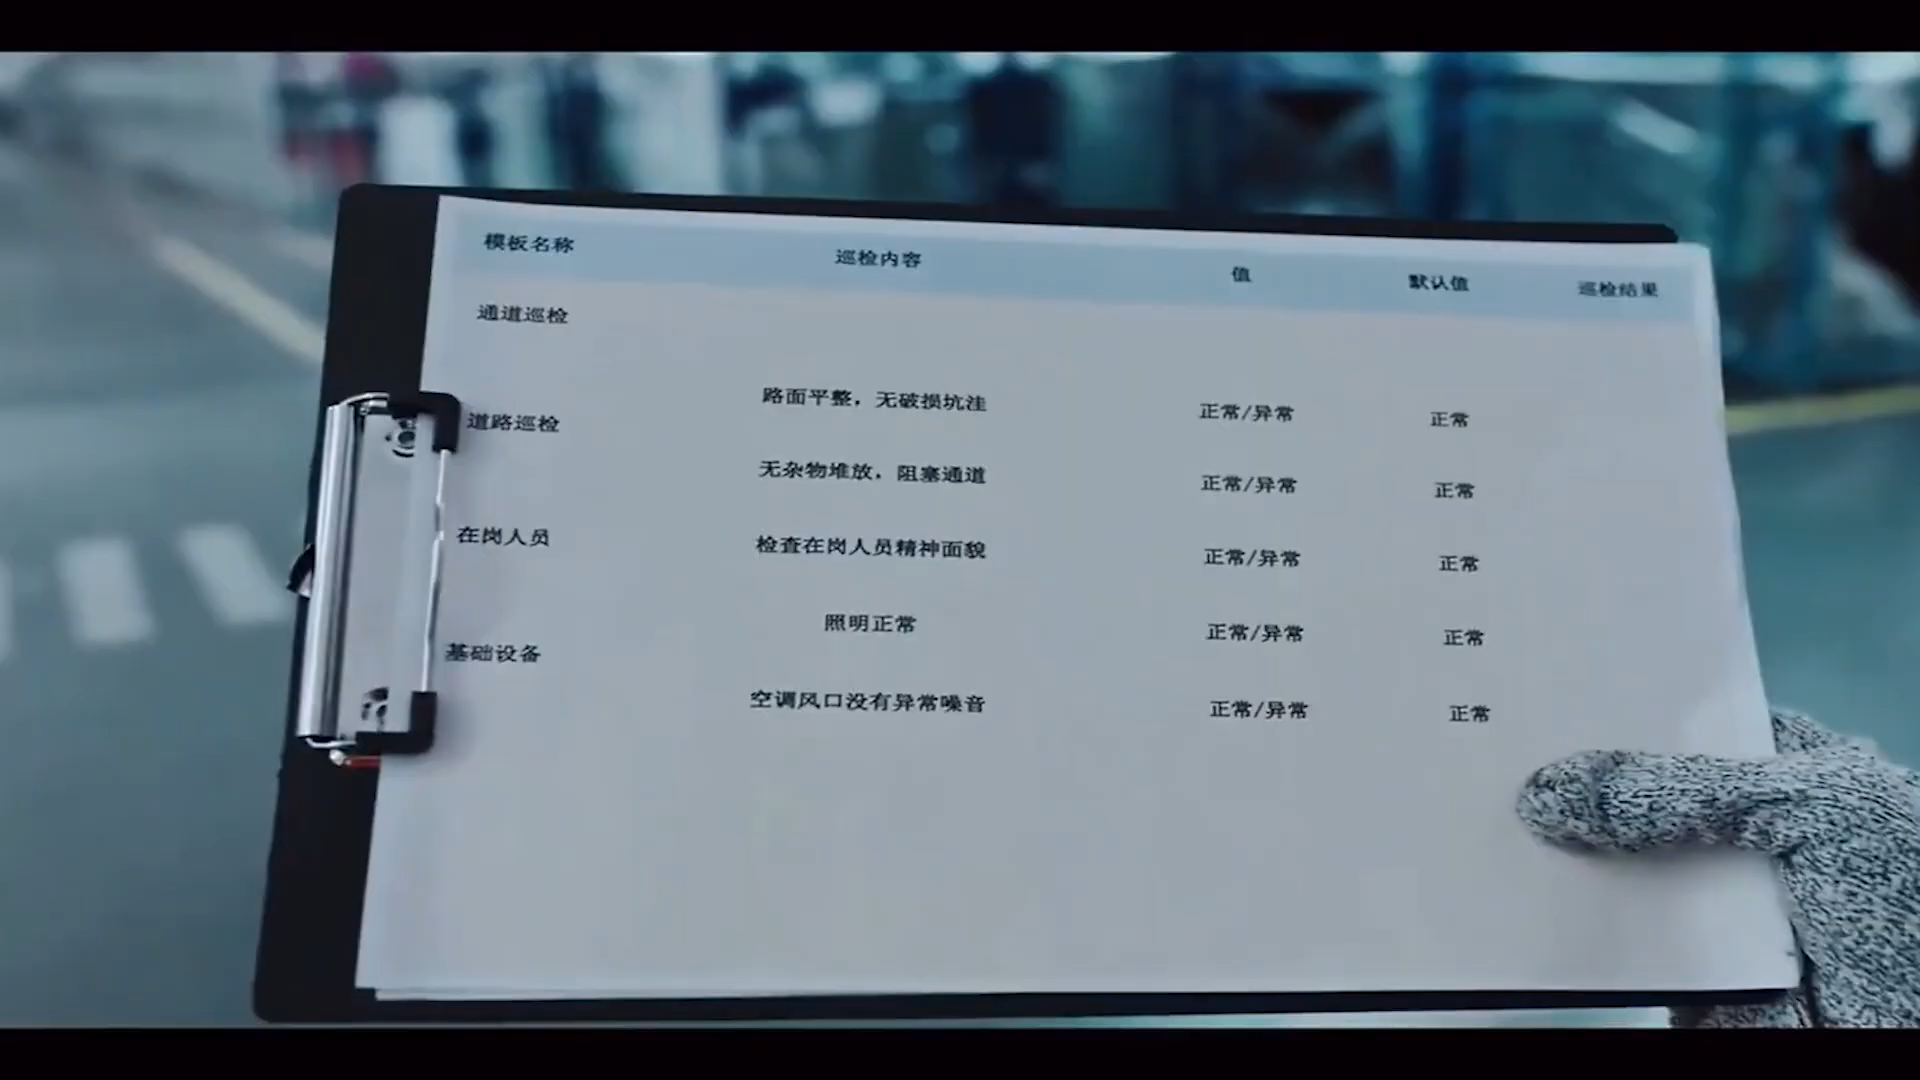 模板名称 巡检内容 值 默认值 巡检结果
通道巡检
路面平整，无破损坑洼 正常/异常 正常
道路巡检
无杂物堆放，阻塞通道 正常/异常 正常
在岗人员 检查在岗人员精神面貌 正常/异常 正常
照明正常 正常/异常 正常
基础设备
空调风口没有异常噪音 正常/异常 正常